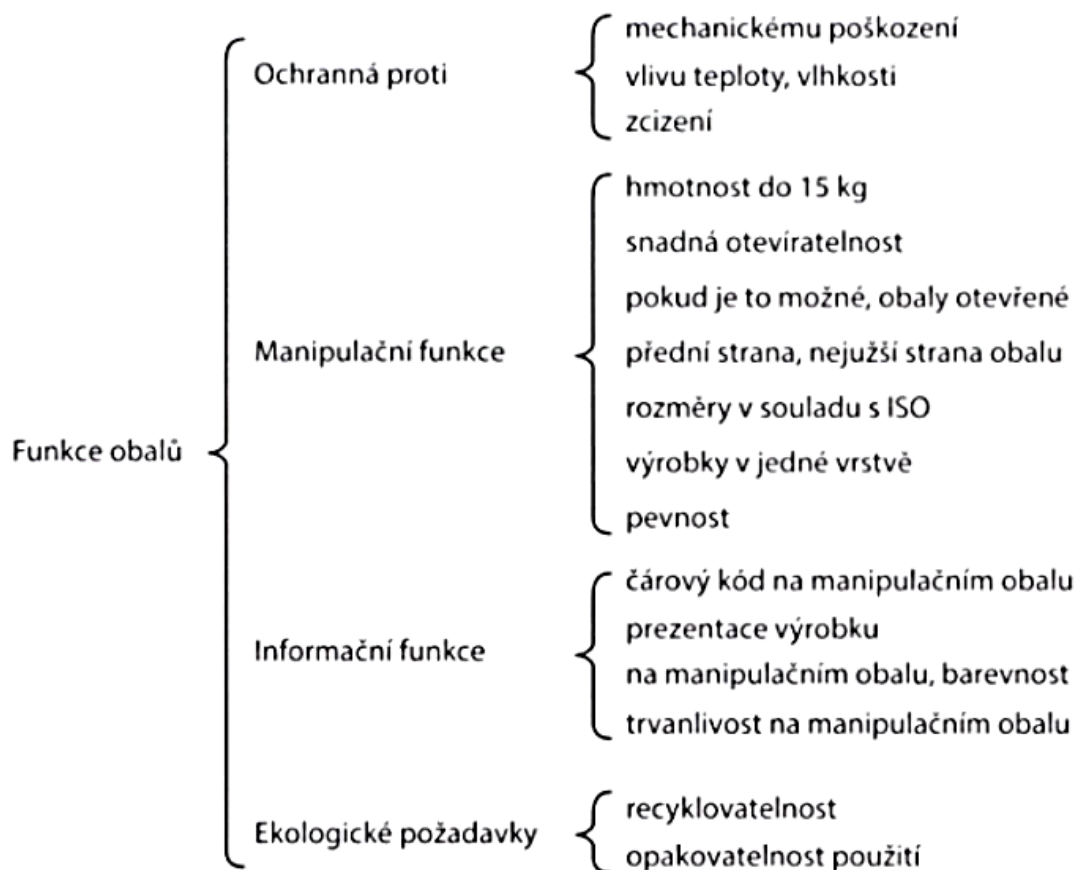 Funkce obalů
Ochranná proti
mechanickému poškození
vlivu teploty, vlhkosti
zcizení
Manipulační funkce
hmotnost do 15 kg
snadná otevíratelnost
pokud je to možné, obaly otevřené
přední strana, nejužší strana obalu
rozměry v souladu s ISO
výrobky v jedné vrstvě
pevnost
Informační funkce
čárový kód na manipulačním obalu
prezentace výrobku
na manipulačním obalu, barevnost
trvanlivost na manipulačním obalu
Ekologické požadavky
recyklovatelnost
opakovatelnost použití